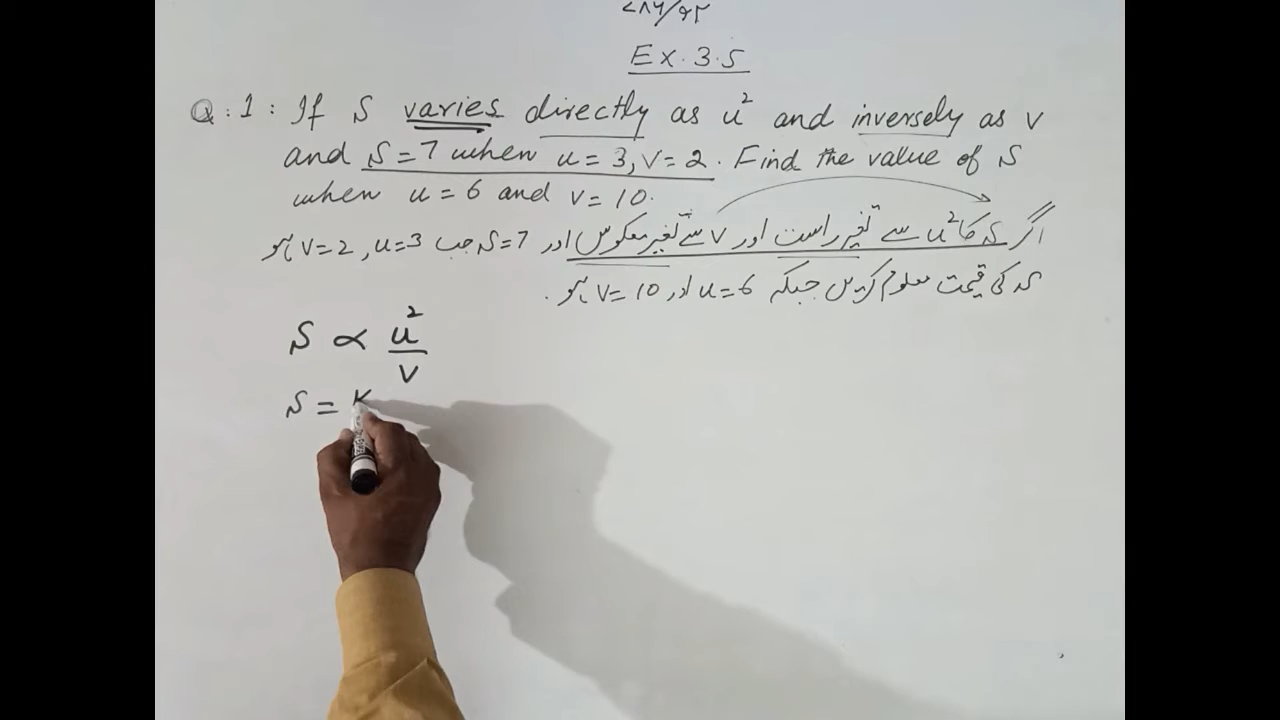 ۷۸۶/۹۲
Ex. 3.5
Q:1: If S varies directly as u² and inversely as v
and S=7 when u=3, v=2. Find the value of S
when u=6 and v=10.
اگر S کا u² سے تغیر راست اور v سے تغیر معکوس اور S=7 جب u=3, v=2 ہو
S کی قیمت معلوم کریں جبکہ u=6 اور v=10 ہو۔
S ∝ u²/v
S = K